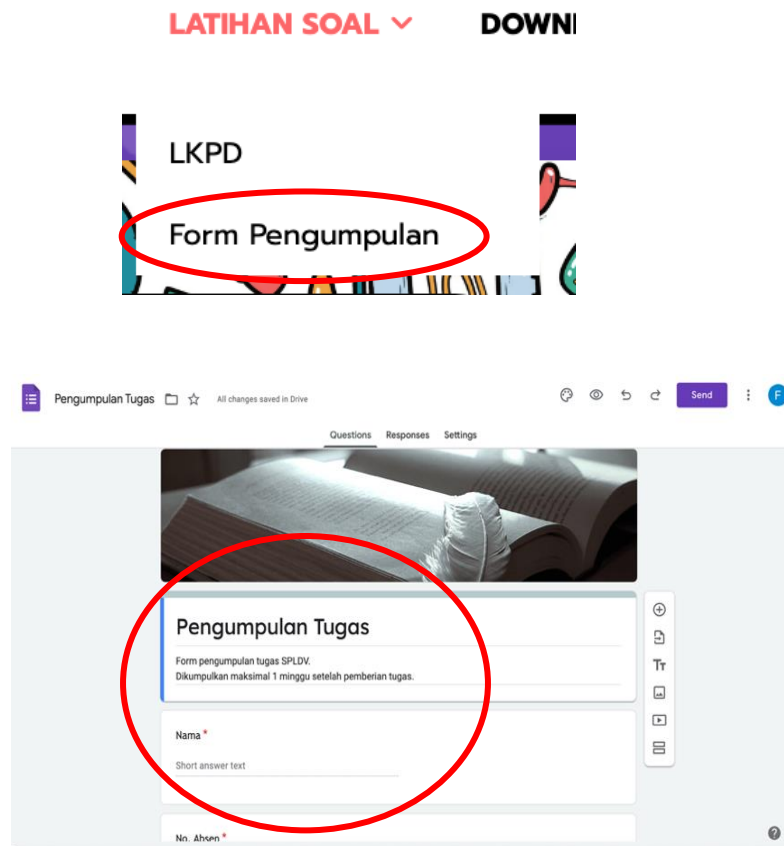 LATIHAN SOAL
LKPD
Form Pengumpulan
Pengumpulan Tugas All changes saved in Drive Send F
Questions Responses Settings
Pengumpulan Tugas
Form pengumpulan tugas SPLDV.
Dikumpulkan maksimal 1 minggu setelah pemberian tugas.
Nama *
Short answer text
No. Absen *